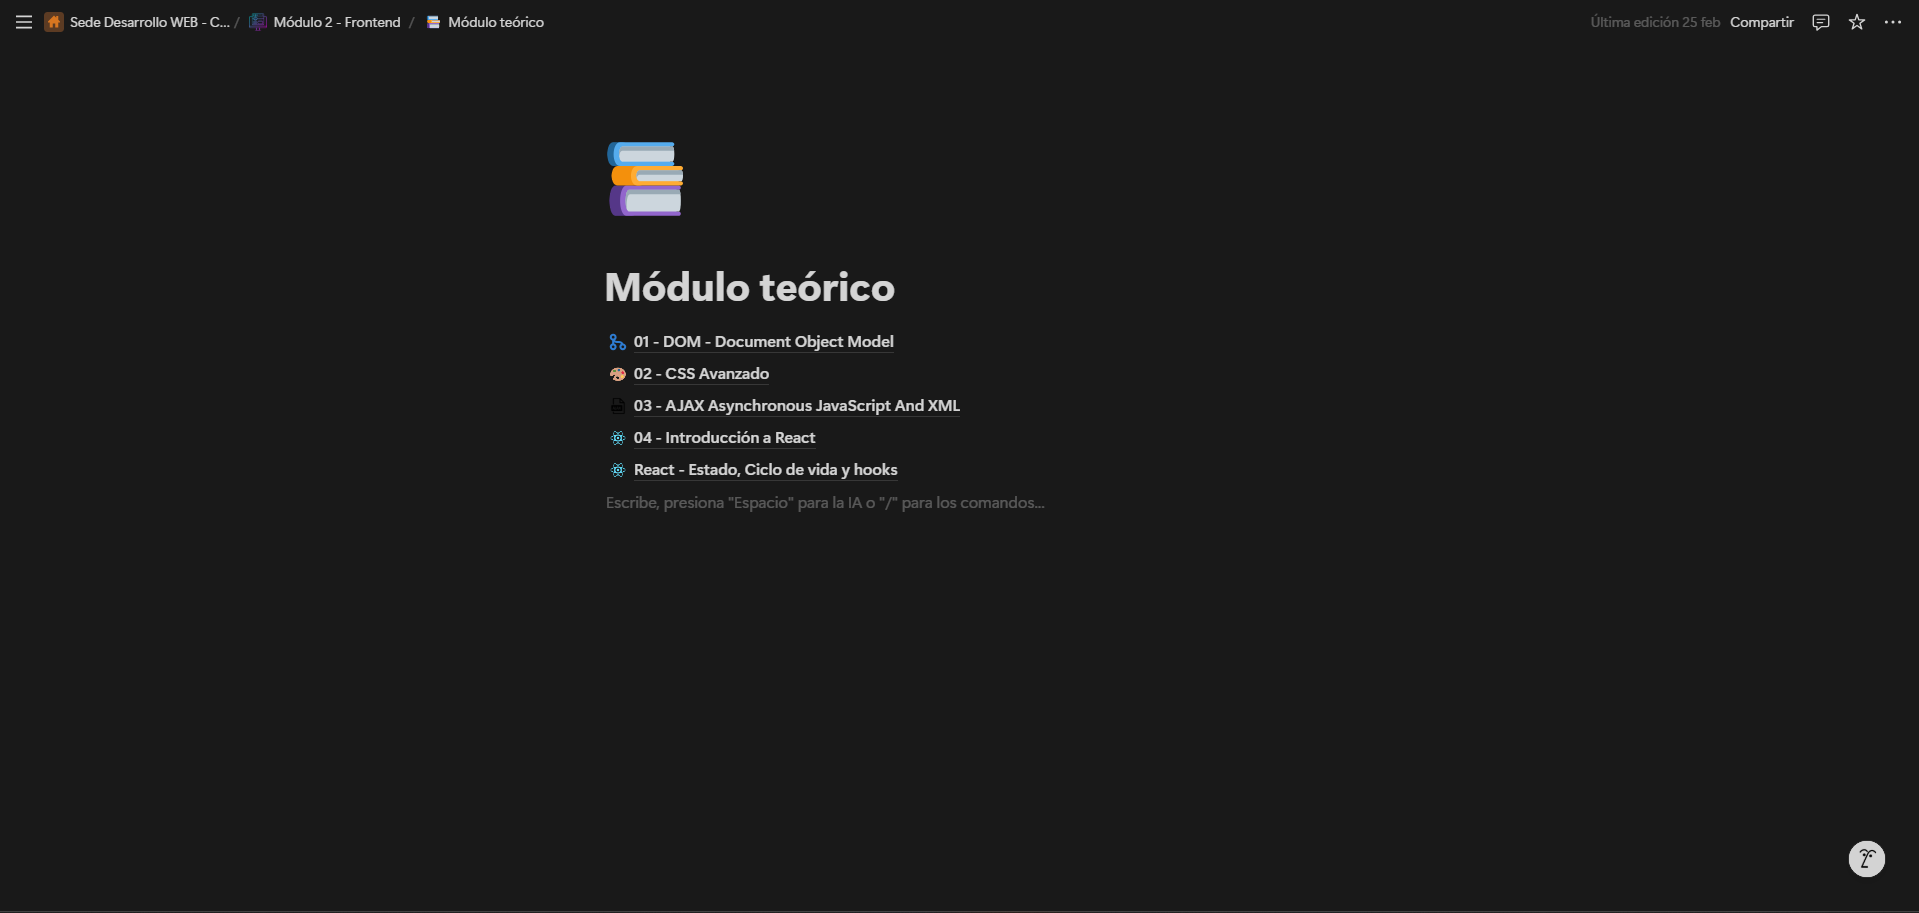 Sede Desarrollo WEB - C... / Módulo 2 - Frontend / Módulo teórico
Última edición 25 feb Compartir
Módulo teórico
01 - DOM - Document Object Model
02 - CSS Avanzado
03 - AJAX Asynchronous JavaScript And XML
04 - Introducción a React
React - Estado, Ciclo de vida y hooks
Escribe, presiona "Espacio" para la IA o "/" para los comandos...